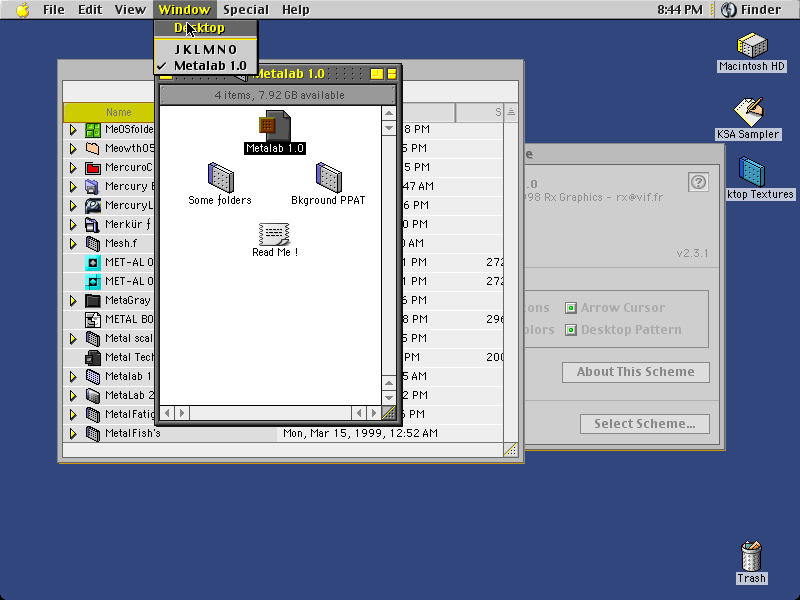 File Edit View Window Special Help 8:44 PM Finder
Desktop
J K L M N O
Metalab 1.0
Metalab 1.0
4 items, 7.92 GB available
Metalab 1.0
Some folders
Bkground PPAT
Read Me !
Name
S
MeOSfolde
8 PM
Meowth05
5 PM
MercuroC
5 PM
Mercury E
47 AM
MercuryL
6 PM
Merkür ƒ
0 PM
Mesh.f
0 AM
MET-AL 0
1 PM
272
MET-AL 0
1 PM
272
MetaGray
6 PM
METAL BO
PM
296
Metal scal
5 PM
Metal Tech
PM
200
Metalab 1
5 AM
MetaLab 2
2 PM
MetalFatig
6 PM
MetalFish's
Mon, Mar 15, 1999, 12:52 AM
e
.0
98 Rx Graphics – rx@vif.fr
v2.3.1
ons
Arrow Cursor
olors
Desktop Pattern
About This Scheme
Select Scheme...
Macintosh HD
KSA Sampler
ktop Textures
Trash